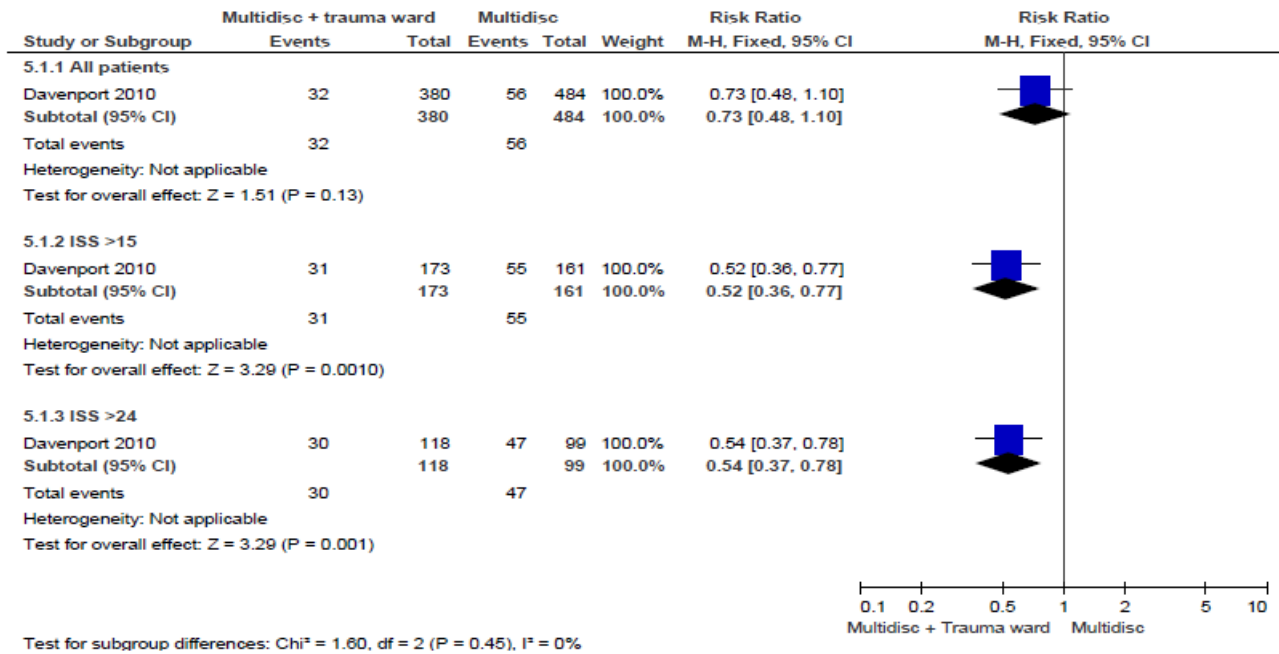 Multidisc + trauma ward Multidisc Risk Ratio Risk Ratio
Study or Subgroup Events Total Events Total Weight M-H, Fixed, 95% CI M-H, Fixed, 95% CI
5.1.1 All patients
Davenport 2010 32 380 56 484 100.0% 0.73 [0.48, 1.10]
Subtotal (95% CI) 380 484 100.0% 0.73 [0.48, 1.10]
Total events 32 56
Heterogeneity: Not applicable
Test for overall effect: Z = 1.51 (P = 0.13)
5.1.2 ISS >15
Davenport 2010 31 173 55 161 100.0% 0.52 [0.36, 0.77]
Subtotal (95% CI) 173 161 100.0% 0.52 [0.36, 0.77]
Total events 31 55
Heterogeneity: Not applicable
Test for overall effect: Z = 3.29 (P = 0.0010)
5.1.3 ISS >24
Davenport 2010 30 118 47 99 100.0% 0.54 [0.37, 0.78]
Subtotal (95% CI) 118 99 100.0% 0.54 [0.37, 0.78]
Total events 30 47
Heterogeneity: Not applicable
Test for overall effect: Z = 3.29 (P = 0.001)
0.1 0.2 0.5 1 2 5 10
Multidisc + Trauma ward Multidisc
Test for subgroup differences: Chi² = 1.60, df = 2 (P = 0.45), I² = 0%